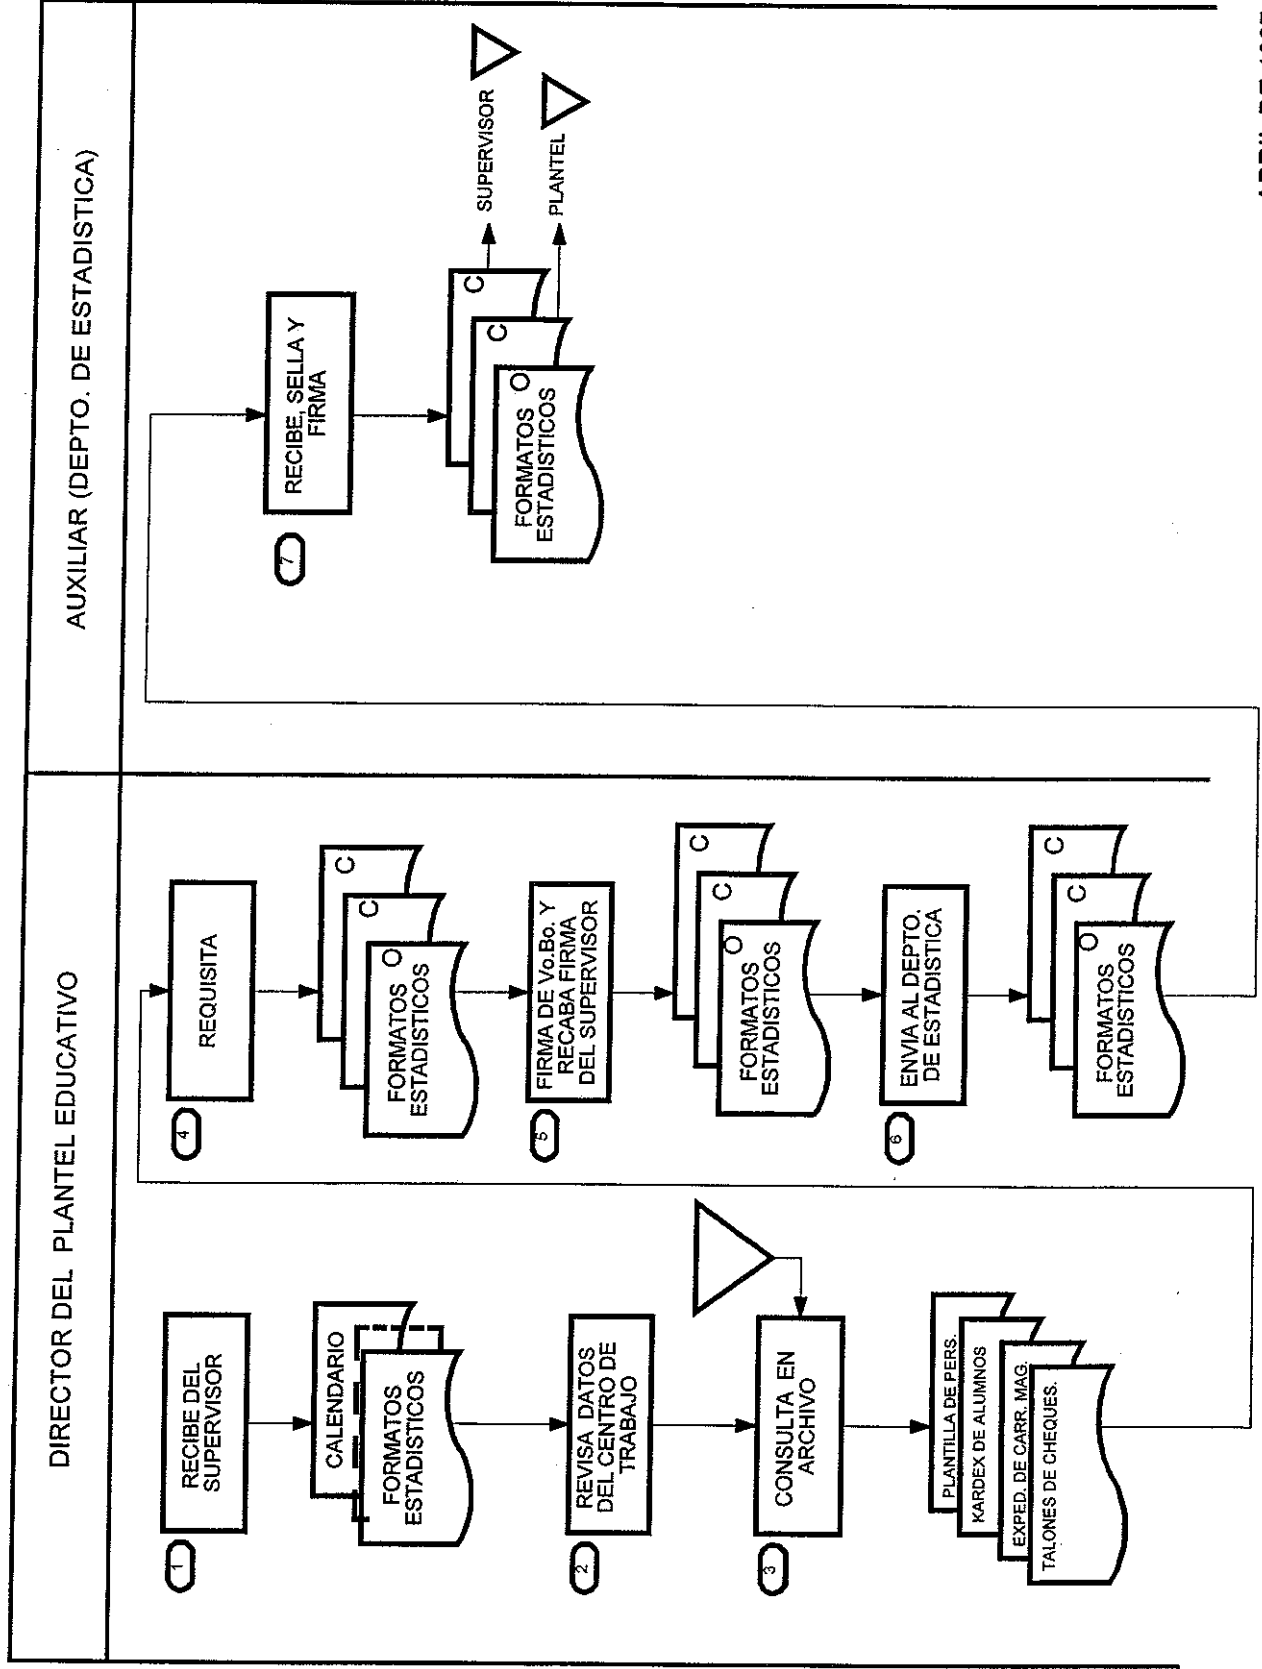 DIRECTOR DEL PLANTEL EDUCATIVO
AUXILIAR (DEPTO. DE ESTADISTICA)
1
RECIBE DEL
SUPERVISOR
CALENDARIO
FORMATOS
ESTADISTICOS
2
REVISA DATOS
DEL CENTRO DE
TRABAJO
3
CONSULTA EN
ARCHIVO
PLANTILLA DE PERS.
KARDEX DE ALUMNOS
EXPED. DE CARR. MAG.
TALONES DE CHEQUES.
4
REQUISITA
C
C
O
FORMATOS
ESTADISTICOS
5
FIRMA DE Vo.Bo. Y
RECABA FIRMA
DEL SUPERVISOR
C
C
O
FORMATOS
ESTADISTICOS
6
ENVIA AL DEPTO.
DE ESTADISTICA
C
C
O
FORMATOS
ESTADISTICOS
7
RECIBE, SELLA Y
FIRMA
C
C
O
FORMATOS
ESTADISTICOS
SUPERVISOR
PLANTEL